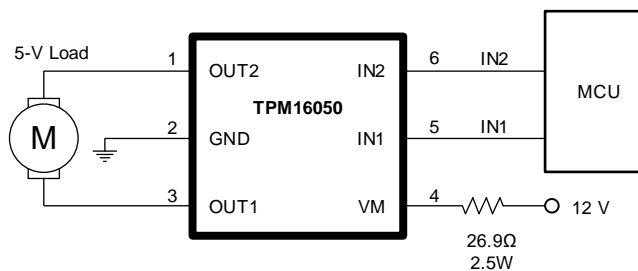 5-V Load
1
OUT2
IN2
6
IN2
MCU
TPM16050
M
2
GND
IN1
5
IN1
3
OUT1
VM
4
12 V
26.9Ω
2.5W